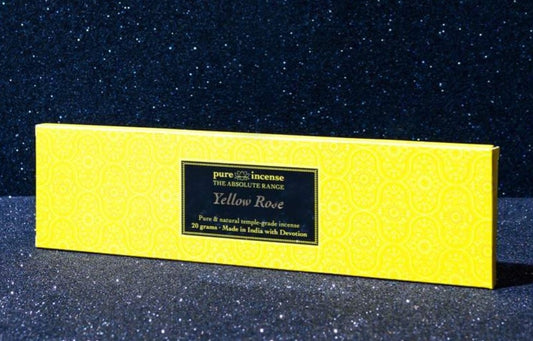 pure incense
THE ABSOLUTE RANGE
Yellow Rose
Pure & natural temple-grade incense
20 grams · Made in India with Devotion